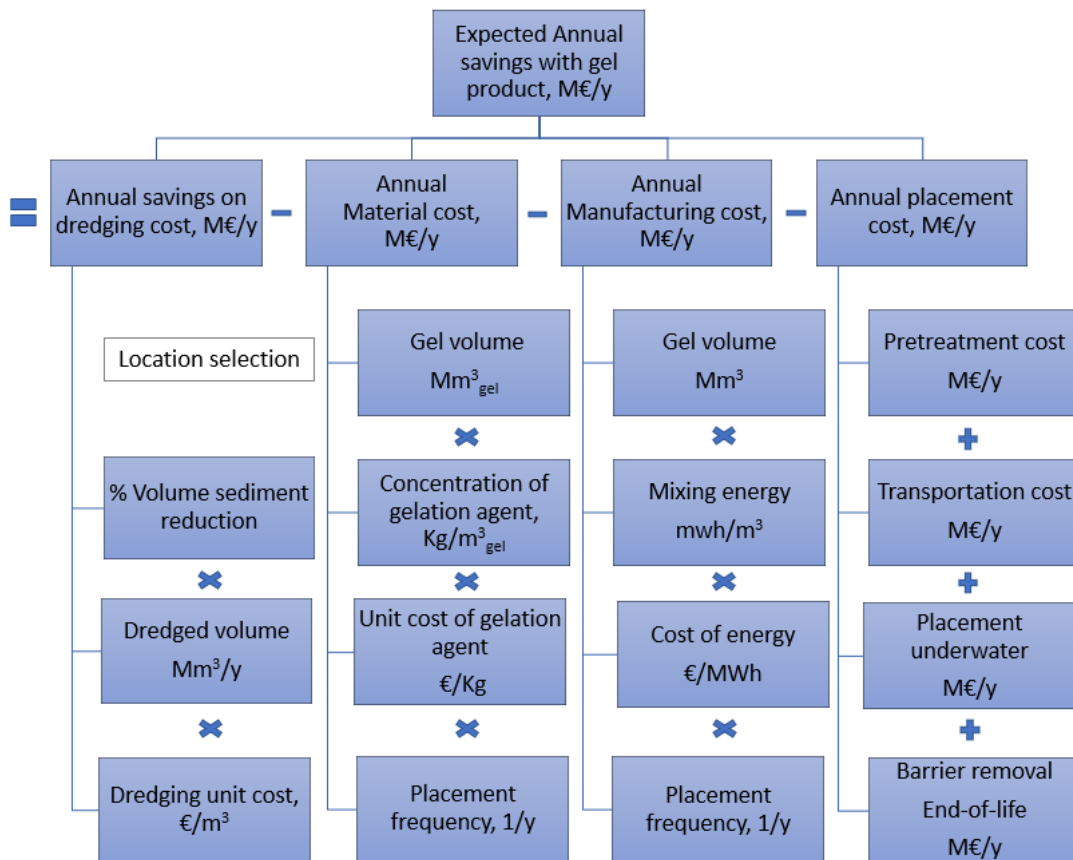 Expected Annual
savings with gel
product, M€/y
=
Annual savings on
dredging cost, M€/y
-
Annual
Material cost,
M€/y
-
Annual
Manufacturing cost,
M€/y
-
Annual placement
cost, M€/y
Location selection
% Volume sediment
reduction
×
Dredged volume
Mm³/y
×
Dredging unit cost,
€/m³
Gel volume
Mm³gel
×
Concentration of
gelation agent,
Kg/m³gel
×
Unit cost of gelation
agent
€/Kg
×
Placement
frequency, 1/y
Gel volume
Mm³
×
Mixing energy
mwh/m³
×
Cost of energy
€/MWh
×
Placement
frequency, 1/y
Pretreatment cost
M€/y
+
Transportation cost
M€/y
+
Placement
underwater
M€/y
+
Barrier removal
End-of-life
M€/y